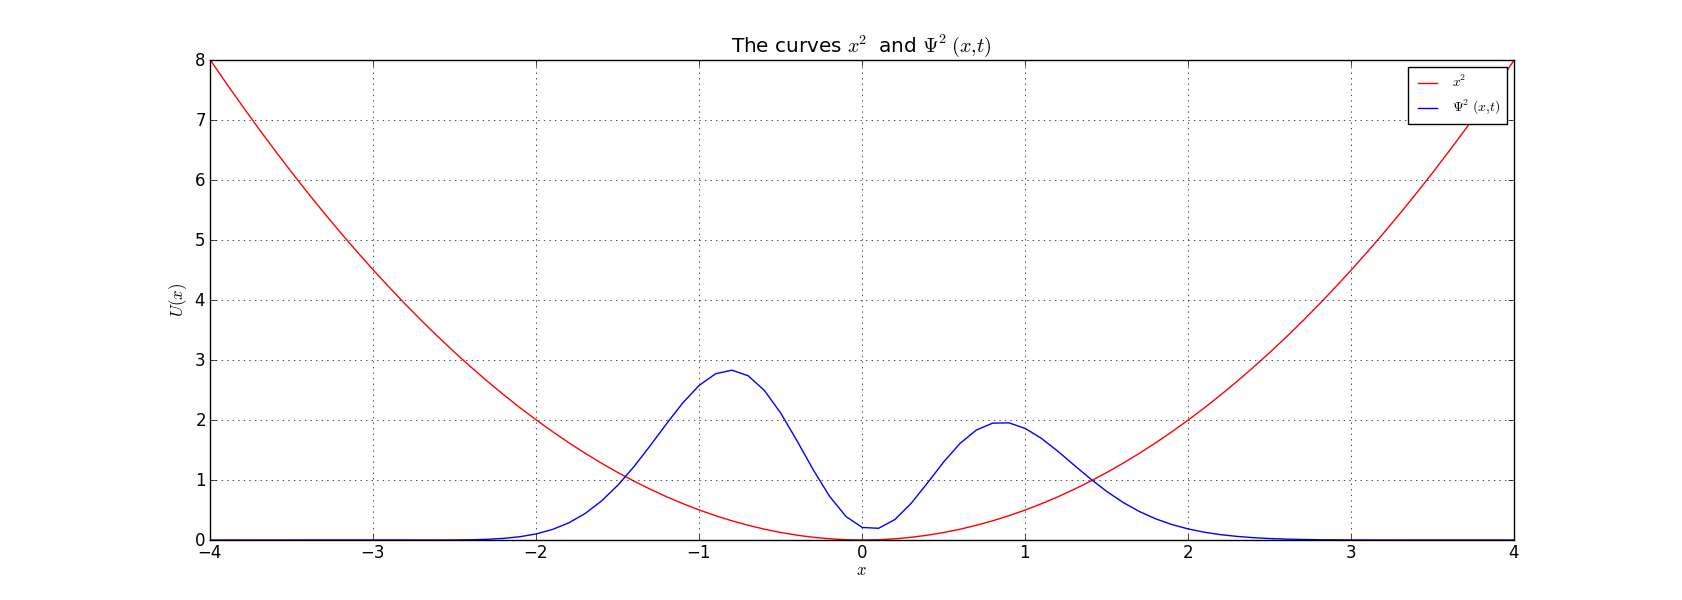 The curves x² and Ψ² (x,t)
x²
Ψ² (x,t)
8
7
6
5
4
3
2
1
0
U(x)
−4 −3 −2 −1 0 1 2 3 4
x